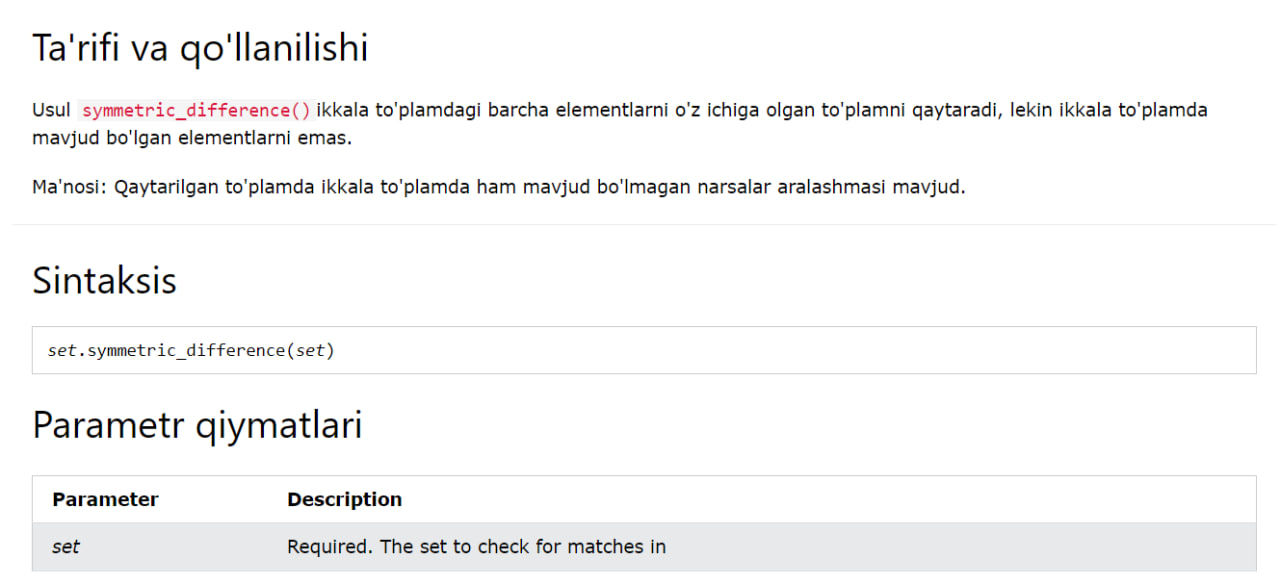 Ta'rifi va qo'llanilishi
Usul symmetric_difference() ikkala to'plamdagi barcha elementlarni o'z ichiga olgan to'plamni qaytaradi, lekin ikkala to'plamda
mavjud bo'lgan elementlarni emas.
Ma'nosi: Qaytarilgan to'plamda ikkala to'plamda ham mavjud bo'lmagan narsalar aralashmasi mavjud.
Sintaksis
set.symmetric_difference(set)
Parametr qiymatlari
Parameter Description
set Required. The set to check for matches in